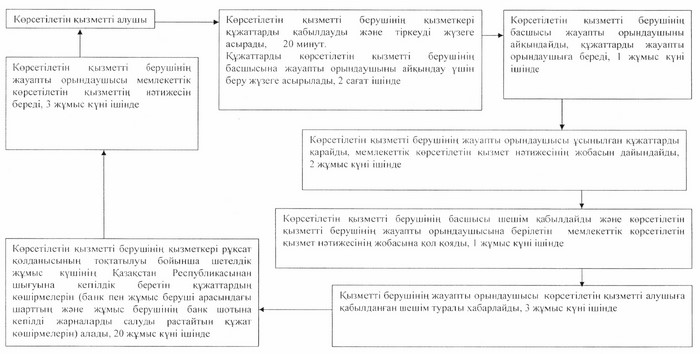 Көрсетілетін қызметті алушы
Көрсетілетін қызметті берушінің қызметкері
құжаттарды қабылдауды және тіркеуді жүзеге
асырады, 20 минут.
Құжаттарды көрсетілетін қызметті берушінің
басшысына жауапты орындаушыны айқындау үшін
беру жүзеге асырылады, 2 сағат ішінде
Көрсетілетін қызметті берушінің
басшысы жауапты орындаушыны
айқындайды, құжаттарды жауапты
орындаушыға береді, 1 жұмыс күні
ішінде
Көрсетілетін қызметті берушінің жауапты орындаушысы ұсынылған құжаттарды
қарайды, мемлекеттік көрсетілетін қызмет нәтижесінің жобасын дайындайды,
2 жұмыс күні ішінде
Көрсетілетін қызметті берушінің басшысы шешім қабылдайды және көрсетілетін
қызметті берушінің жауапты орындаушысына берілетін мемлекеттік көрсетілетін
қызмет нәтижесінің жобасына қол қояды, 1 жұмыс күні ішінде
Қызметті берушінің жауапты орындаушысы көрсетілетін қызметті алушыға
қабылданған шешім туралы хабарлайды, 3 жұмыс күні ішінде
Көрсетілетін қызметті берушінің қызметкері рұқсат
қолданысының тоқтатылуы бойынша шетелдік
жұмыс күшінің Қазақстан Республикасынан
шығуына кепілдік беретін құжаттардың
көшірмелерін (банк пен жұмыс беруші арасындағы
шарттың және жұмыс берушінің банк шотына
кепілді жарналарды салуды растайтын құжат
көшірмелерін) алады, 20 жұмыс күні ішінде
Көрсетілетін қызметті берушінің
жауапты орындаушысы мемлекеттік
көрсетілетін қызметтің нәтижесін
береді, 3 жұмыс күні ішінде